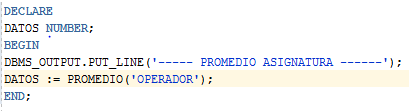 DECLARE
DATOS NUMBER;
BEGIN
DBMS_OUTPUT.PUT_LINE('----- PROMEDIO ASIGNATURA ------');
DATOS := PROMEDIO('OPERADOR');
END;